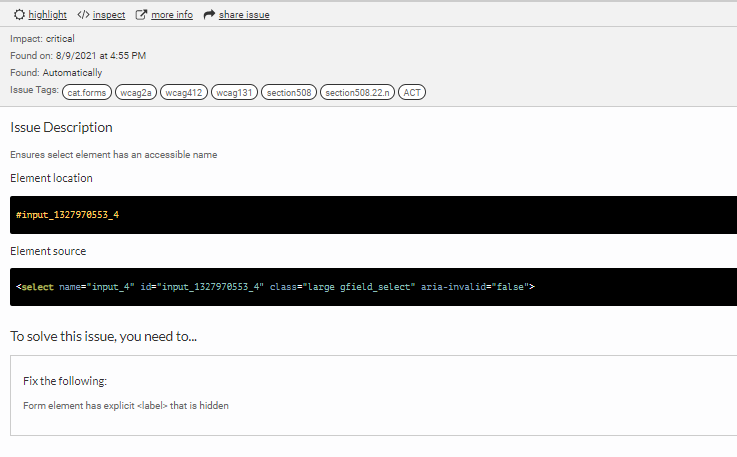 highlight </> inspect more info share issue
Impact: critical
Found on: 8/9/2021 at 4:55 PM
Found: Automatically
Issue Tags: cat.forms wcag2a wcag412 wcag131 section508 section508.22.n ACT
Issue Description
Ensures select element has an accessible name
Element location
#input_1327970553_4
Element source
<select name="input_4" id="input_1327970553_4" class="large gfield_select" aria-invalid="false">
To solve this issue, you need to...
Fix the following:
Form element has explicit <label> that is hidden